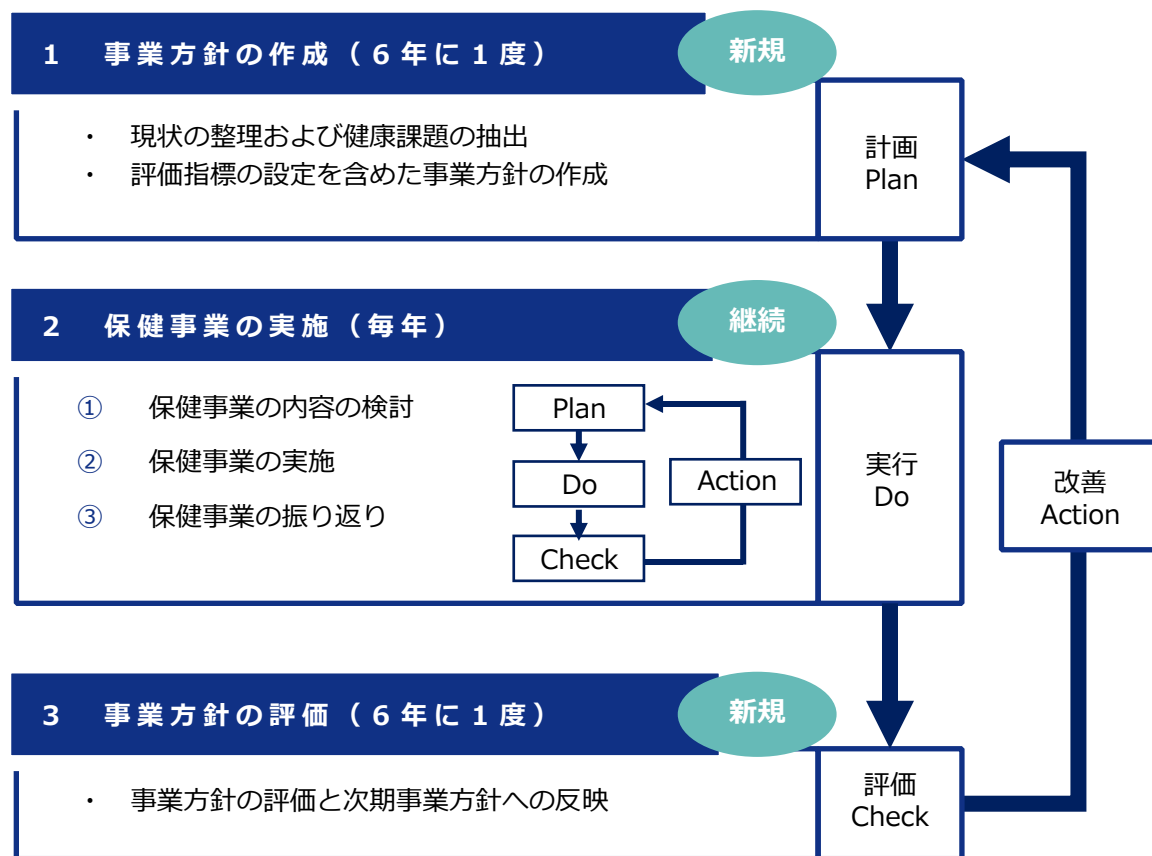 1 事業方針の作成（6年に1度）
新規
・ 現状の整理および健康課題の抽出
・ 評価指標の設定を含めた事業方針の作成
計画
Plan
2 保健事業の実施（毎年）
継続
① 保健事業の内容の検討
② 保健事業の実施
③ 保健事業の振り返り
Plan
Do
Check
Action
実行
Do
改善
Action
3 事業方針の評価（6年に1度）
新規
・ 事業方針の評価と次期事業方針への反映
評価
Check